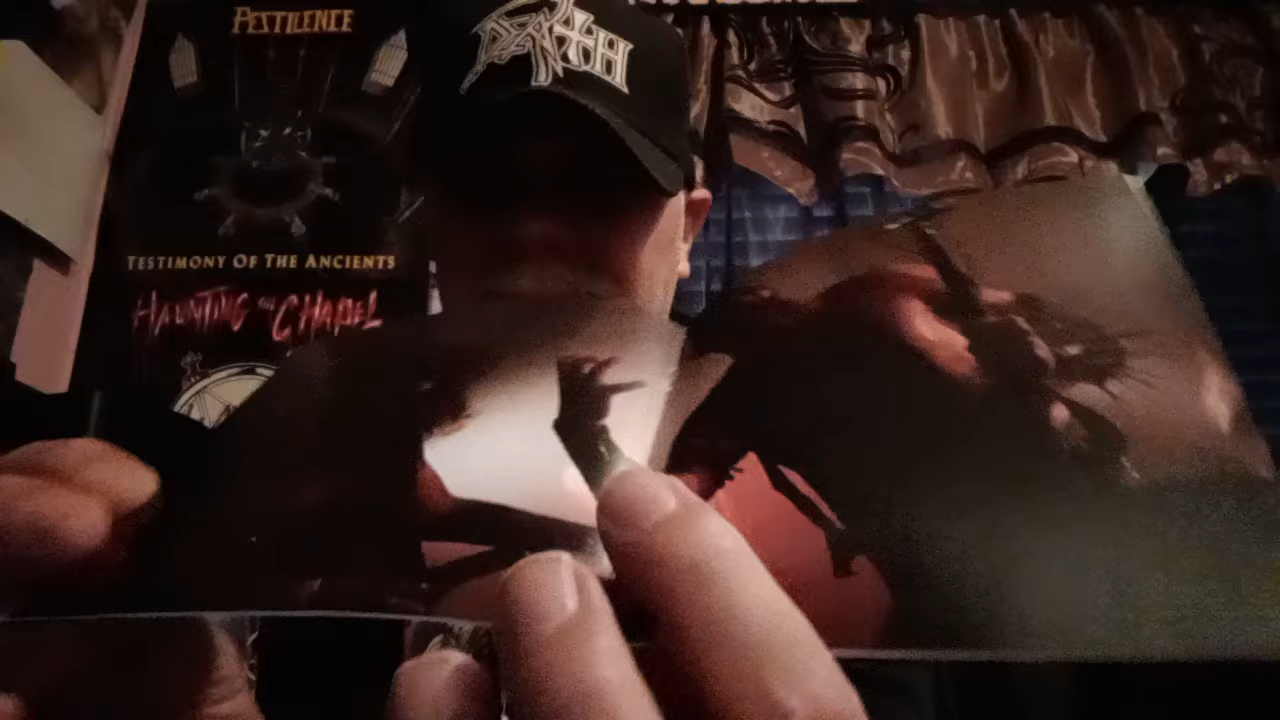 PESTILENCE
DEATH
TESTIMONY OF THE ANCIENTS
HAUNTING THE CHAPEL